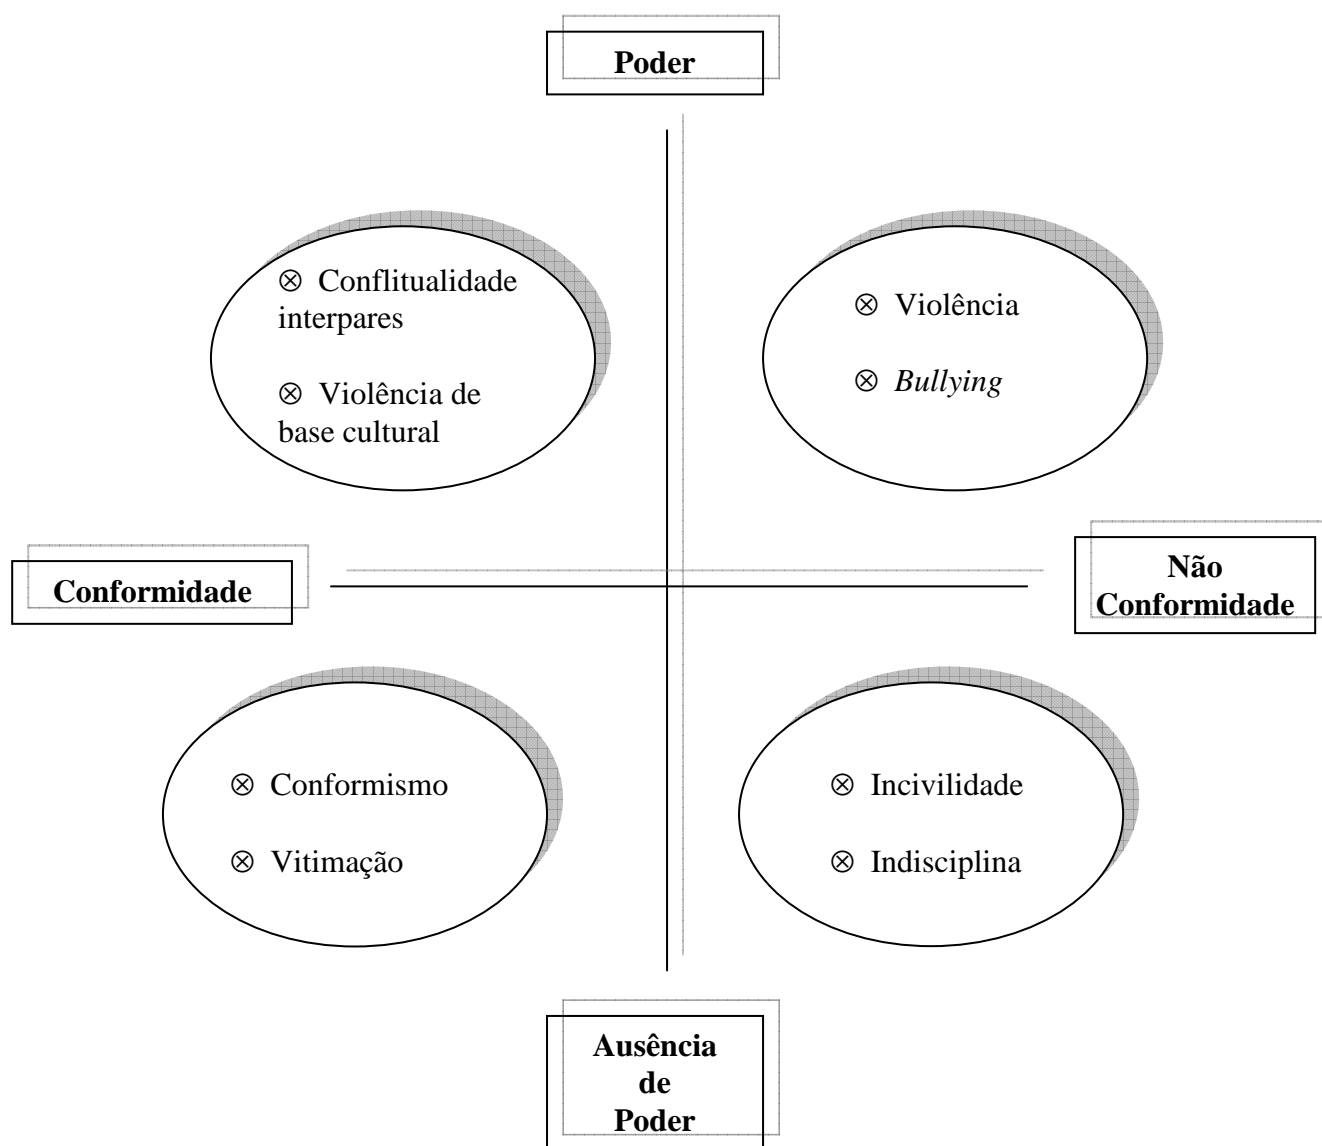 Poder
⊗ Conflitualidade
interpares
⊗ Violência de
base cultural
⊗ Violência
⊗ Bullying
Conformidade
Não
Conformidade
⊗ Conformismo
⊗ Vitimação
⊗ Incivilidade
⊗ Indisciplina
Ausência
de
Poder